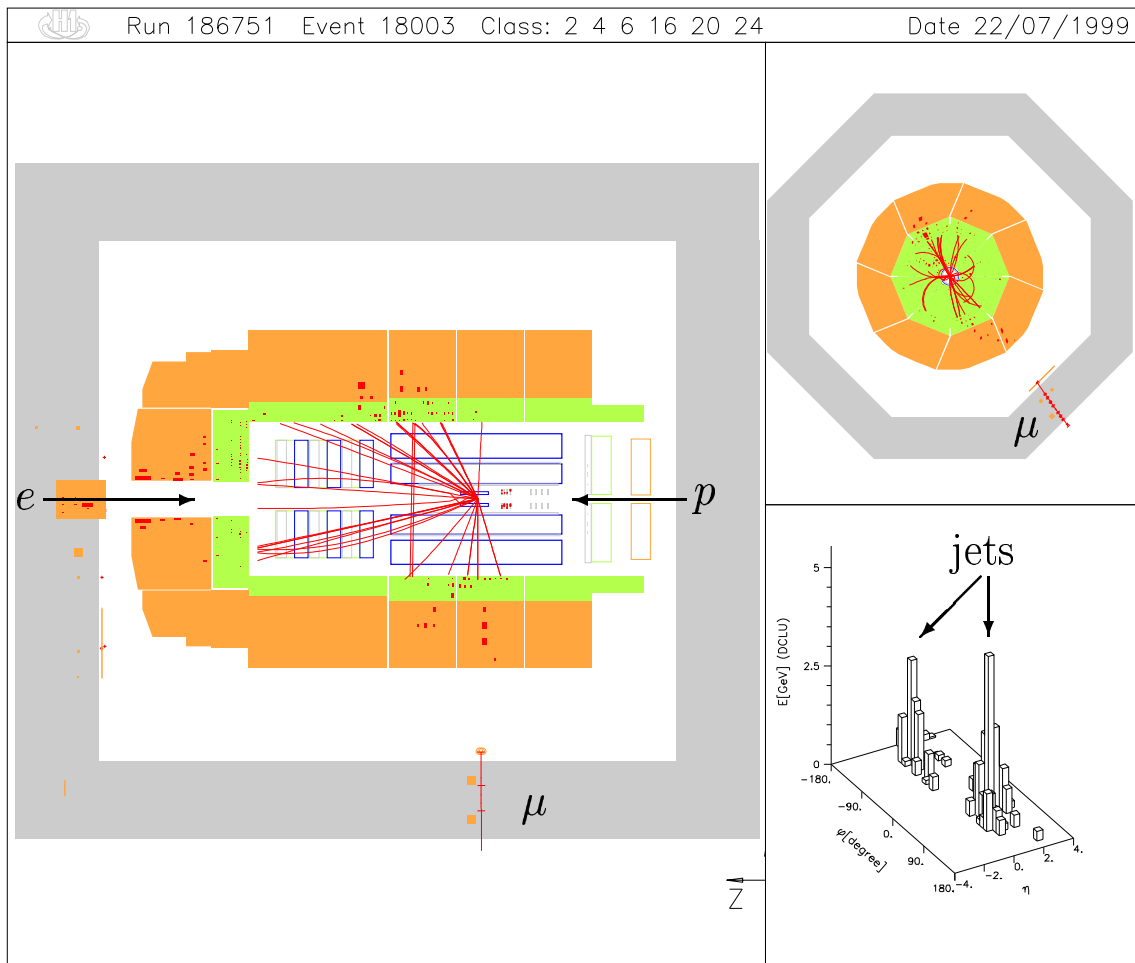 H1 Run 186751 Event 18003 Class: 2 4 6 16 20 24 Date 22/07/1999
μ
e
p
μ
Z
jets
E[GeV] (DCLU)
5
2.5
0
-180.
-90.
0.
90.
180.
φ[degree]
-4.
-2.
0.
2.
4.
η